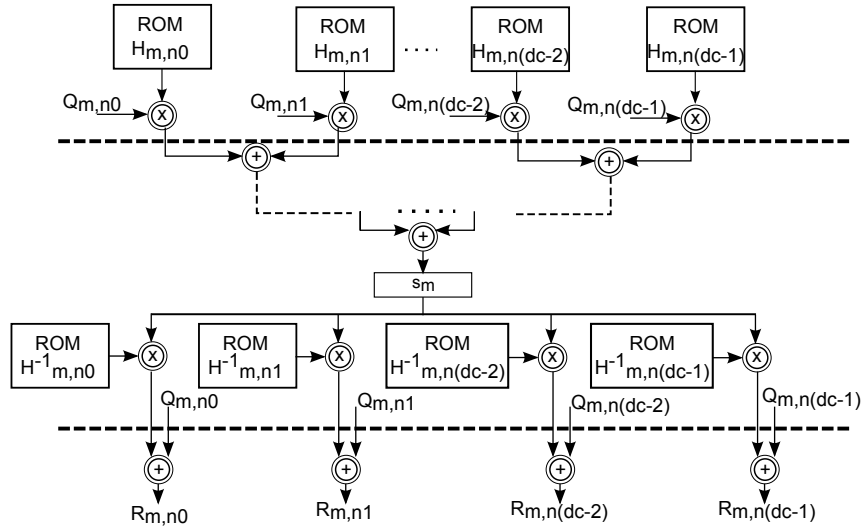 ROM ROM ROM ROM
Hm,n0 Hm,n1 ..... Hm,n(dc-2) Hm,n(dc-1)
Qm,n0 Qm,n1 Qm,n(dc-2) Qm,n(dc-1)
x x x x
+ +
.....
+
sm
ROM x ROM x ROM x ROM x
H-1m,n0 H-1m,n1 H-1m,n(dc-2) H-1m,n(dc-1)
Qm,n0 Qm,n1 Qm,n(dc-2) Qm,n(dc-1)
+ + + +
Rm,n0 Rm,n1 Rm,n(dc-2) Rm,n(dc-1)